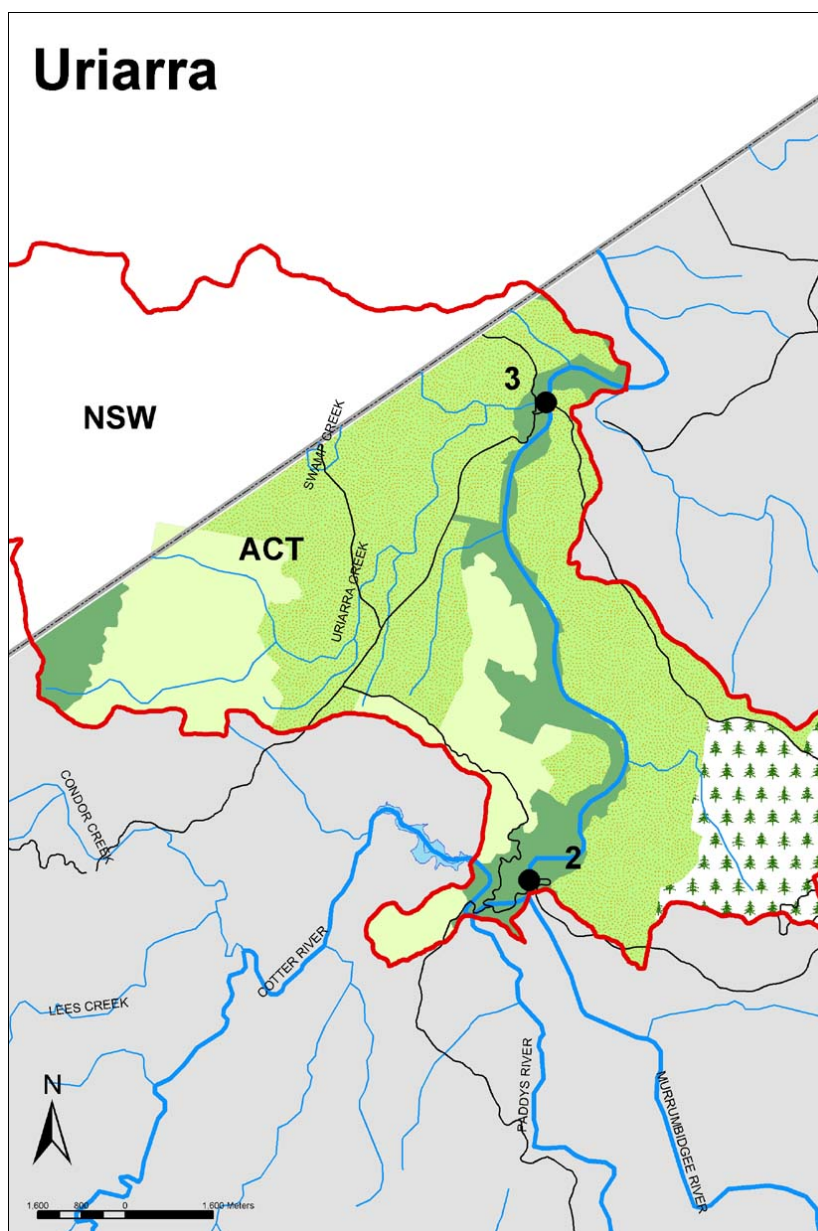 Uriarra
3
NSW
SWAMP CREEK
ACT
URIARRA CREEK
CONDOR CREEK
2
COTTER RIVER
LEES CREEK
PADDYS RIVER
MURRUMBIDGEE RIVER
N
1,600 800 0 1,600 Meters